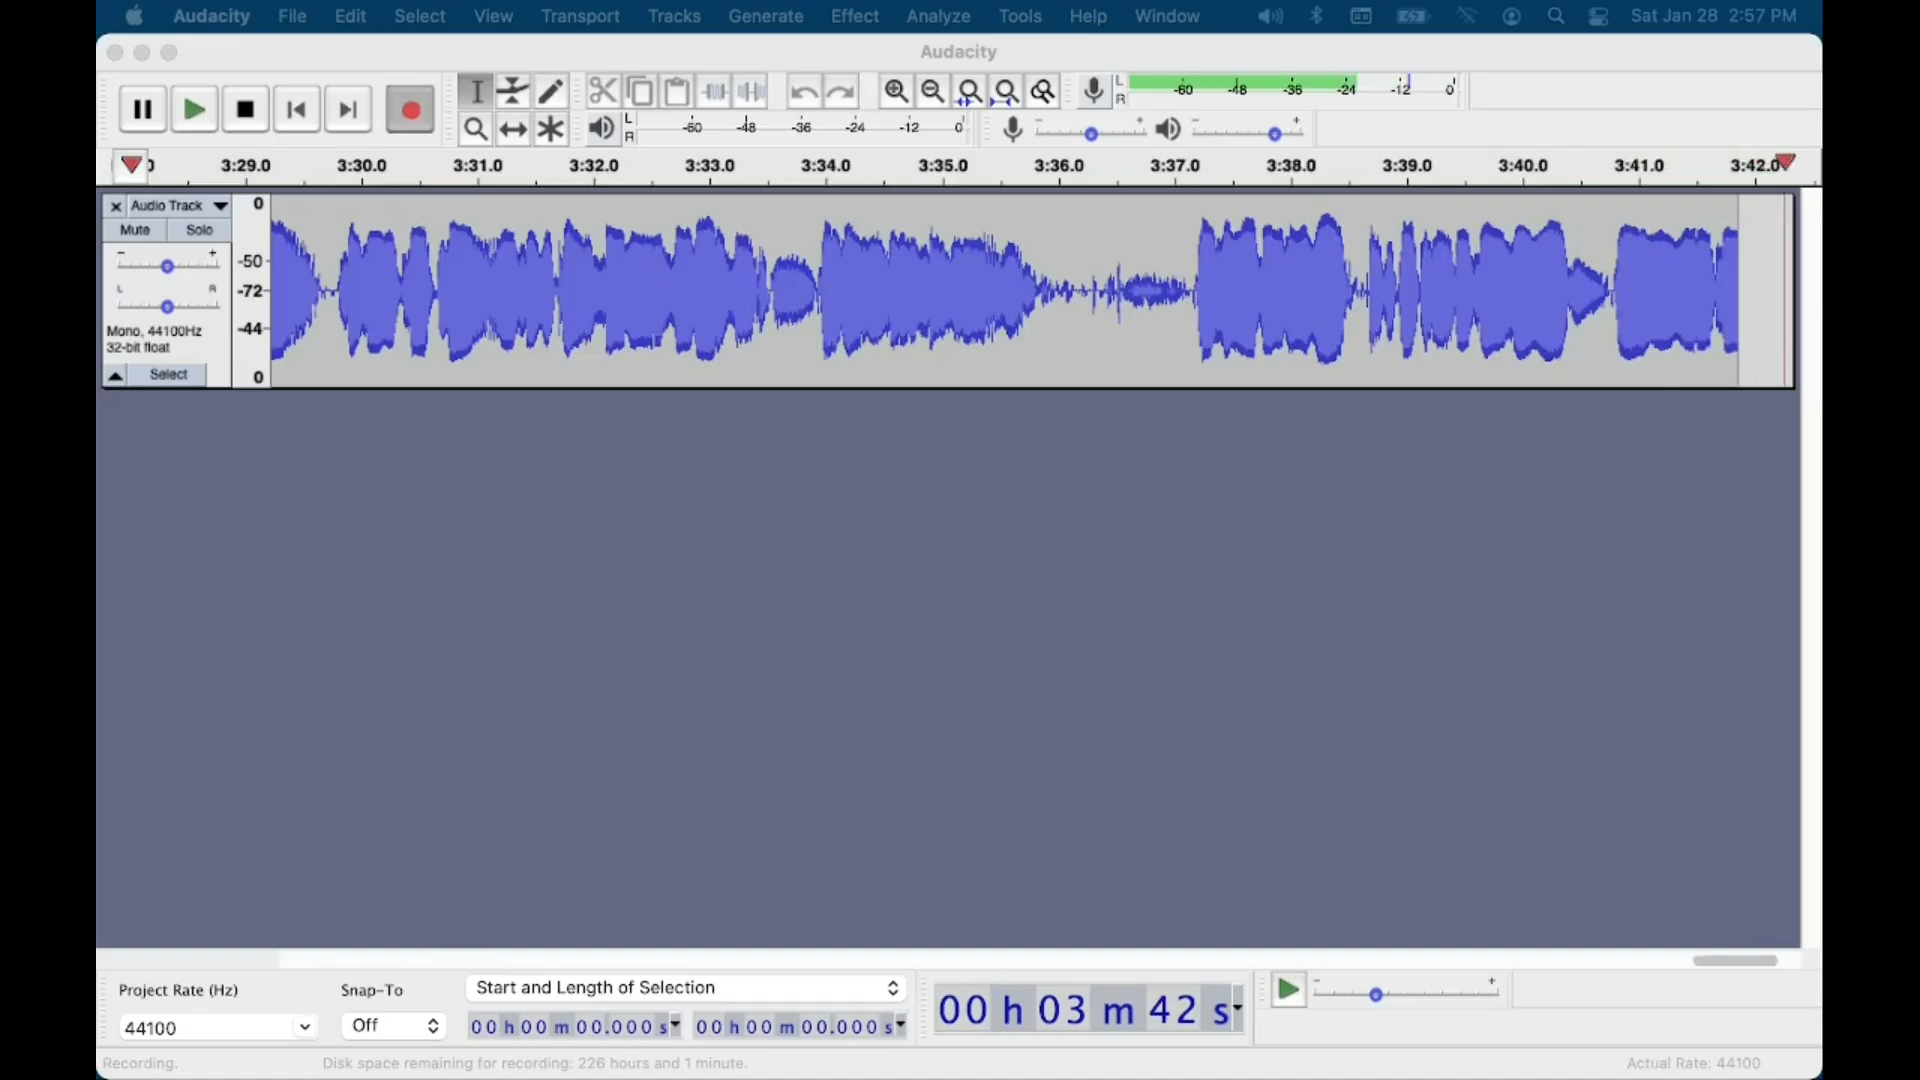 Audacity File Edit Select View Transport Tracks Generate Effect Analyze Tools Help Window Sat Jan 28 2:57 PM
Audacity
L R -60 -48 -36 -24 -12 0
L R -60 -48 -36 -24 -12 0 - + - +
3:29.0 3:30.0 3:31.0 3:32.0 3:33.0 3:34.0 3:35.0 3:36.0 3:37.0 3:38.0 3:39.0 3:40.0 3:41.0 3:42.0
Audio Track 0
Mute Solo
- + -50
L R -72
Mono, 44100Hz -44
32-bit float
Select 0
Project Rate (Hz) Snap-To Start and Length of Selection
44100 Off 00 h 00 m 00.000 s 00 h 00 m 00.000 s 00 h 03 m 42 s - +
Recording. Disk space remaining for recording: 226 hours and 1 minute. Actual Rate: 44100